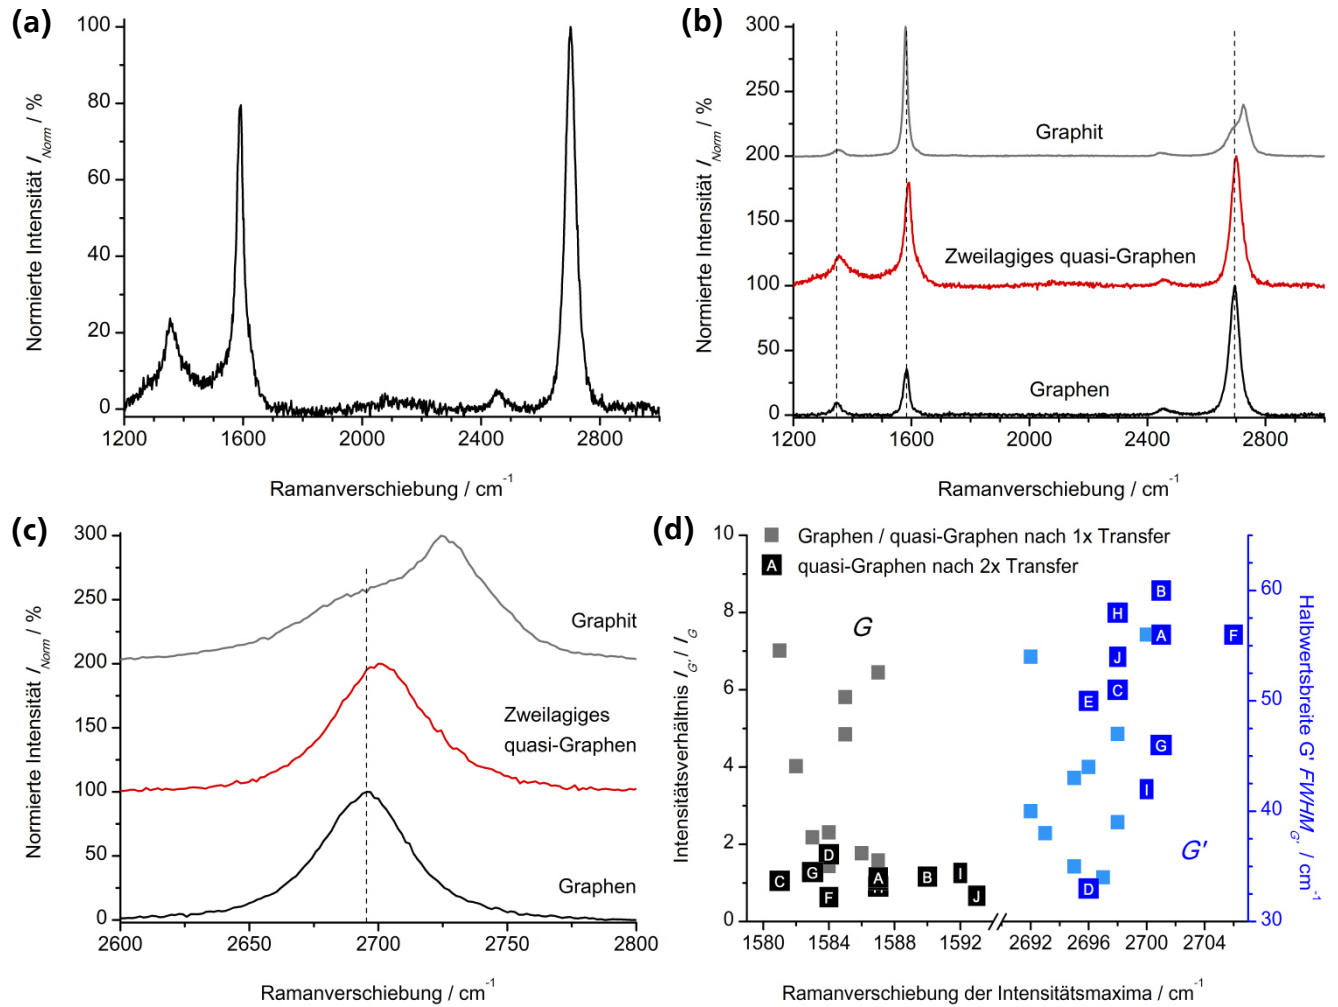 (a)
100
80
60
40
20
0
1200
1600
2000
2400
2800
Normierte Intensität I_Norm / %
Ramanverschiebung / cm⁻¹
(b)
300
250
200
150
100
50
0
Graphit
Zweilagiges quasi-Graphen
Graphen
1200
1600
2000
2400
2800
Normierte Intensität I_Norm / %
Ramanverschiebung / cm⁻¹
(c)
300
250
200
150
100
50
0
Graphit
Zweilagiges
quasi-Graphen
Graphen
2600
2650
2700
2750
2800
Normierte Intensität I_Norm / %
Ramanverschiebung / cm⁻¹
(d)
10
8
6
4
2
0
Graphen / quasi-Graphen nach 1x Transfer
A quasi-Graphen nach 2x Transfer
G
G'
B
H
A
F
J
C
E
G
I
D
D
G
C
A
B
I
F
J
60
50
40
30
1580
1584
1588
1592
2692
2696
2700
2704
Intensitätsverhältnis I_G' / I_G
Halbwertsbreite G' FWHM_G' / cm⁻¹
Ramanverschiebung der Intensitätsmaxima / cm⁻¹